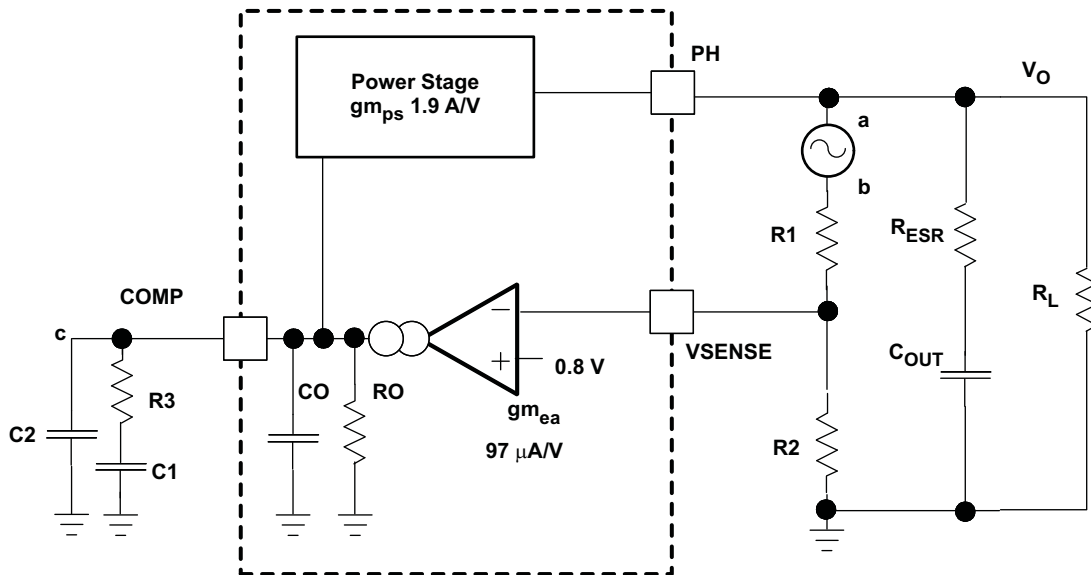 Power Stage
gm_ps 1.9 A/V
PH
V_O
a
b
R1
R_ESR
R_L
COMP
c
VSENSE
0.8 V
C_OUT
R3
CO
RO
gm_ea
C2
C1
97 μA/V
R2